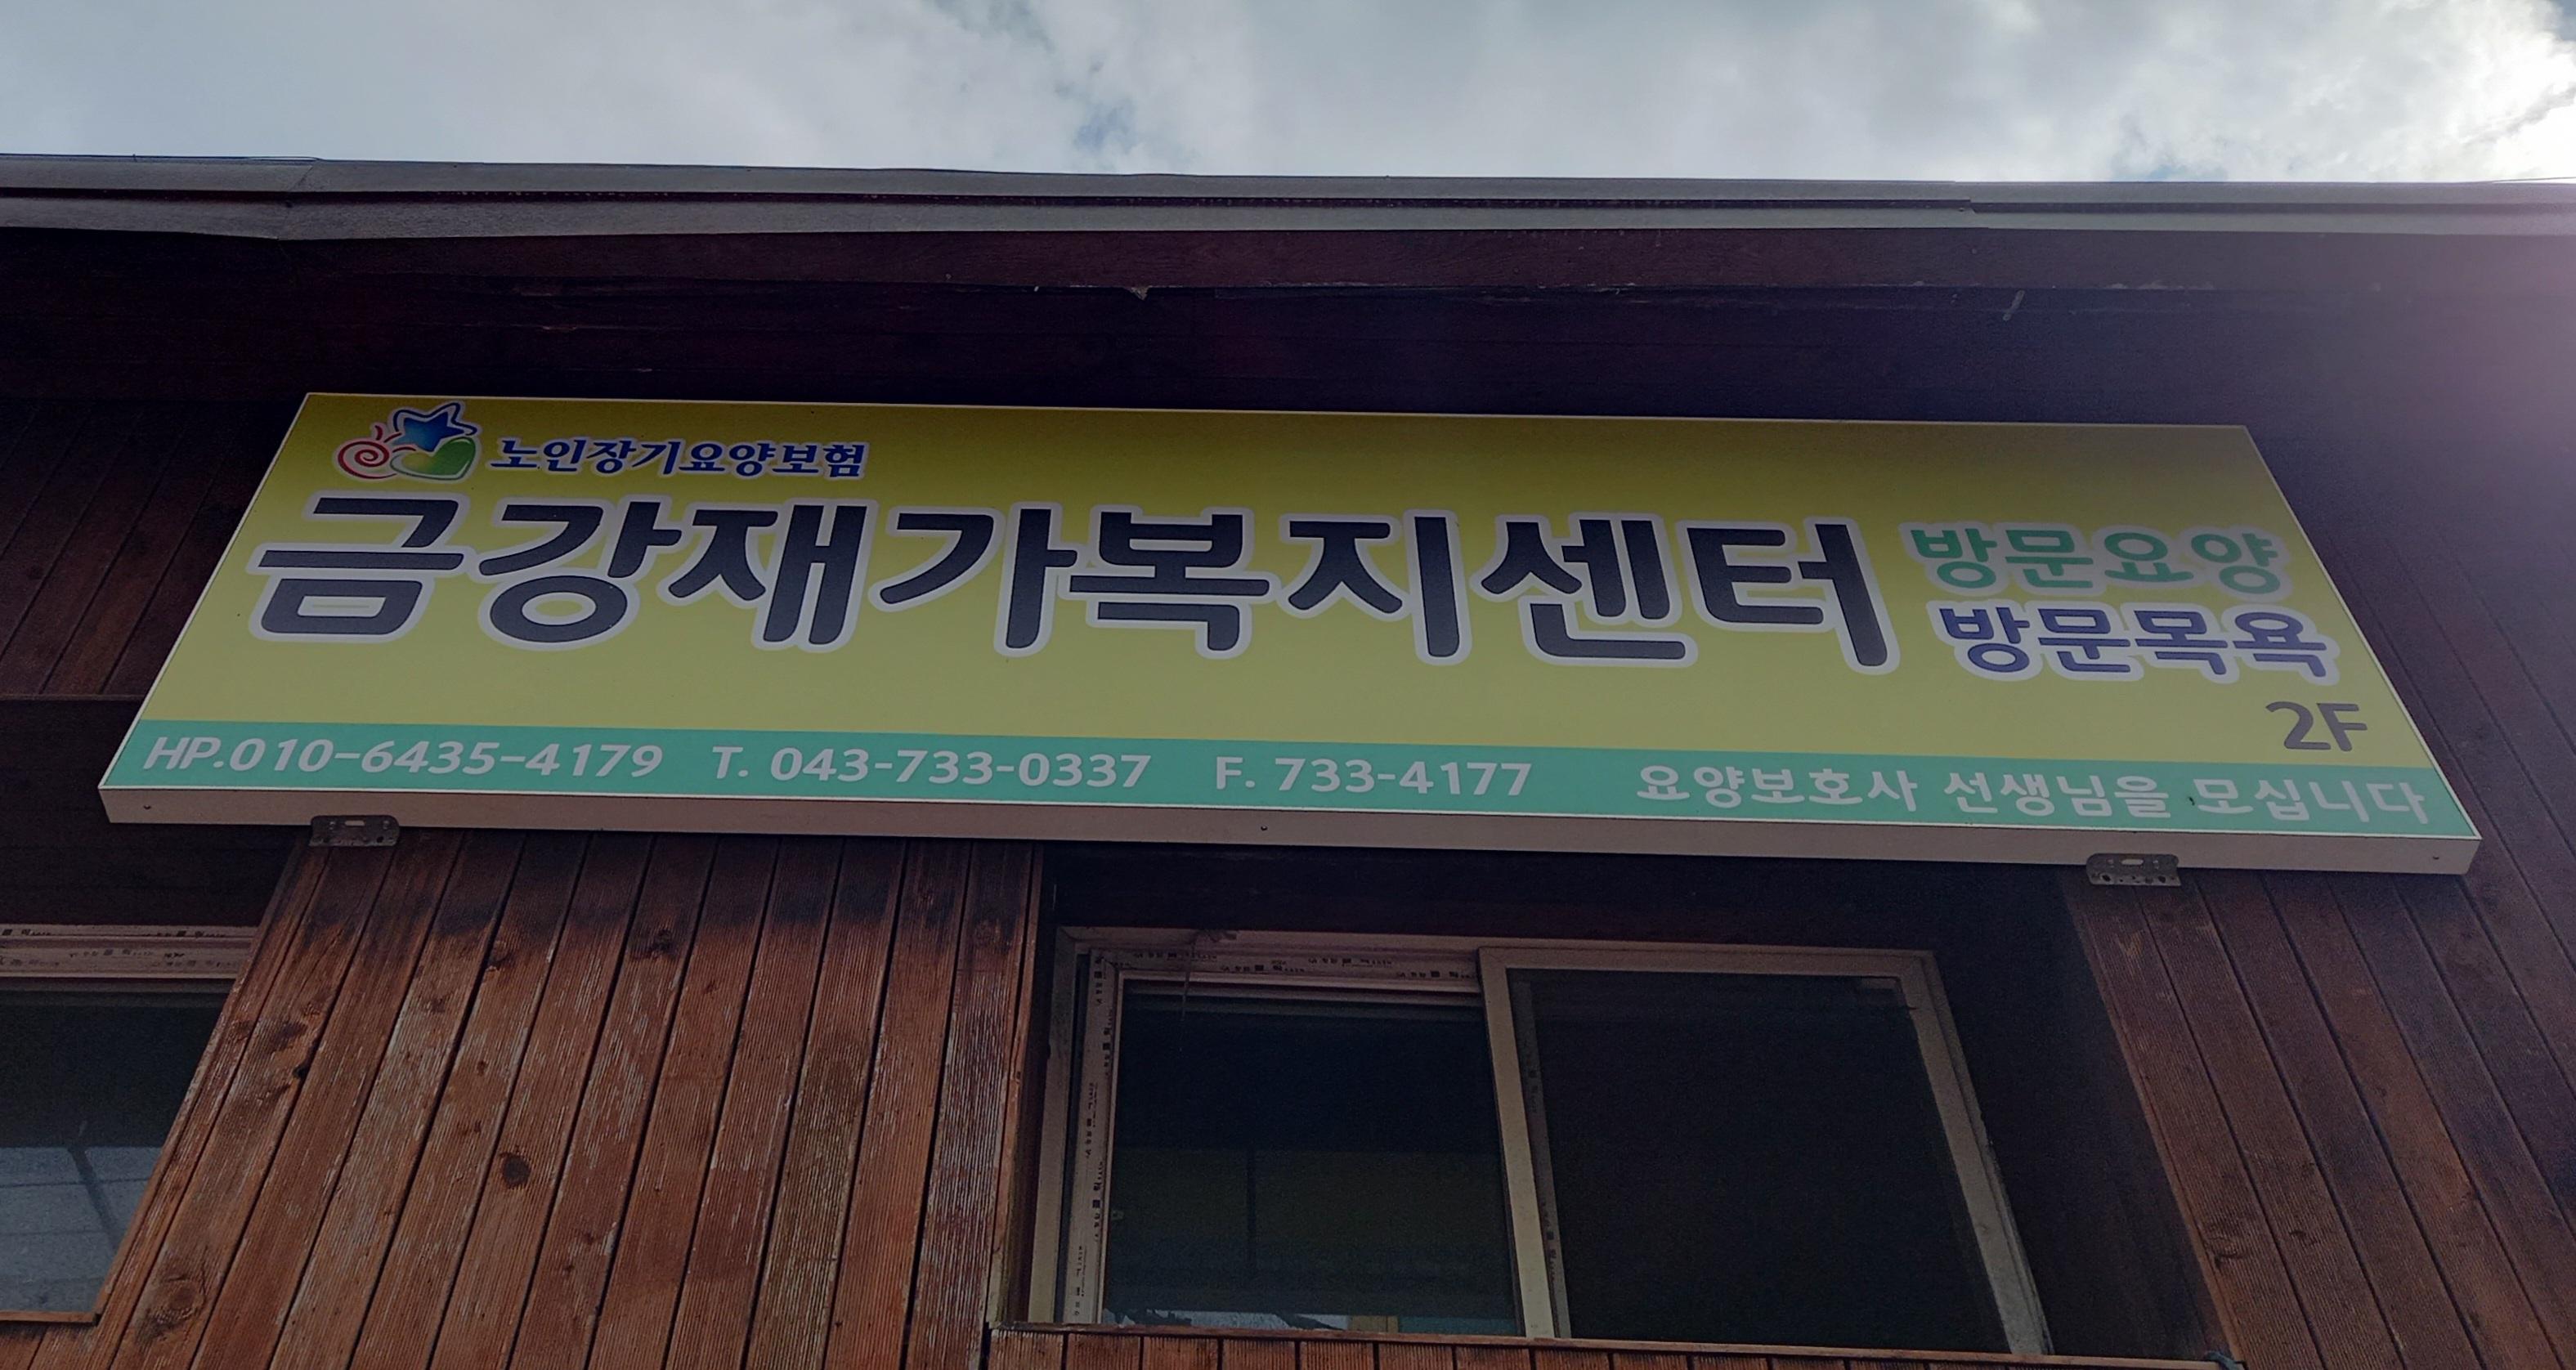 노인장기요양보험
금강재가복지센터
방문요양
방문목욕
2F
HP.010-6435-4179 T. 043-733-0337 F. 733-4177 요양보호사 선생님을 모십니다